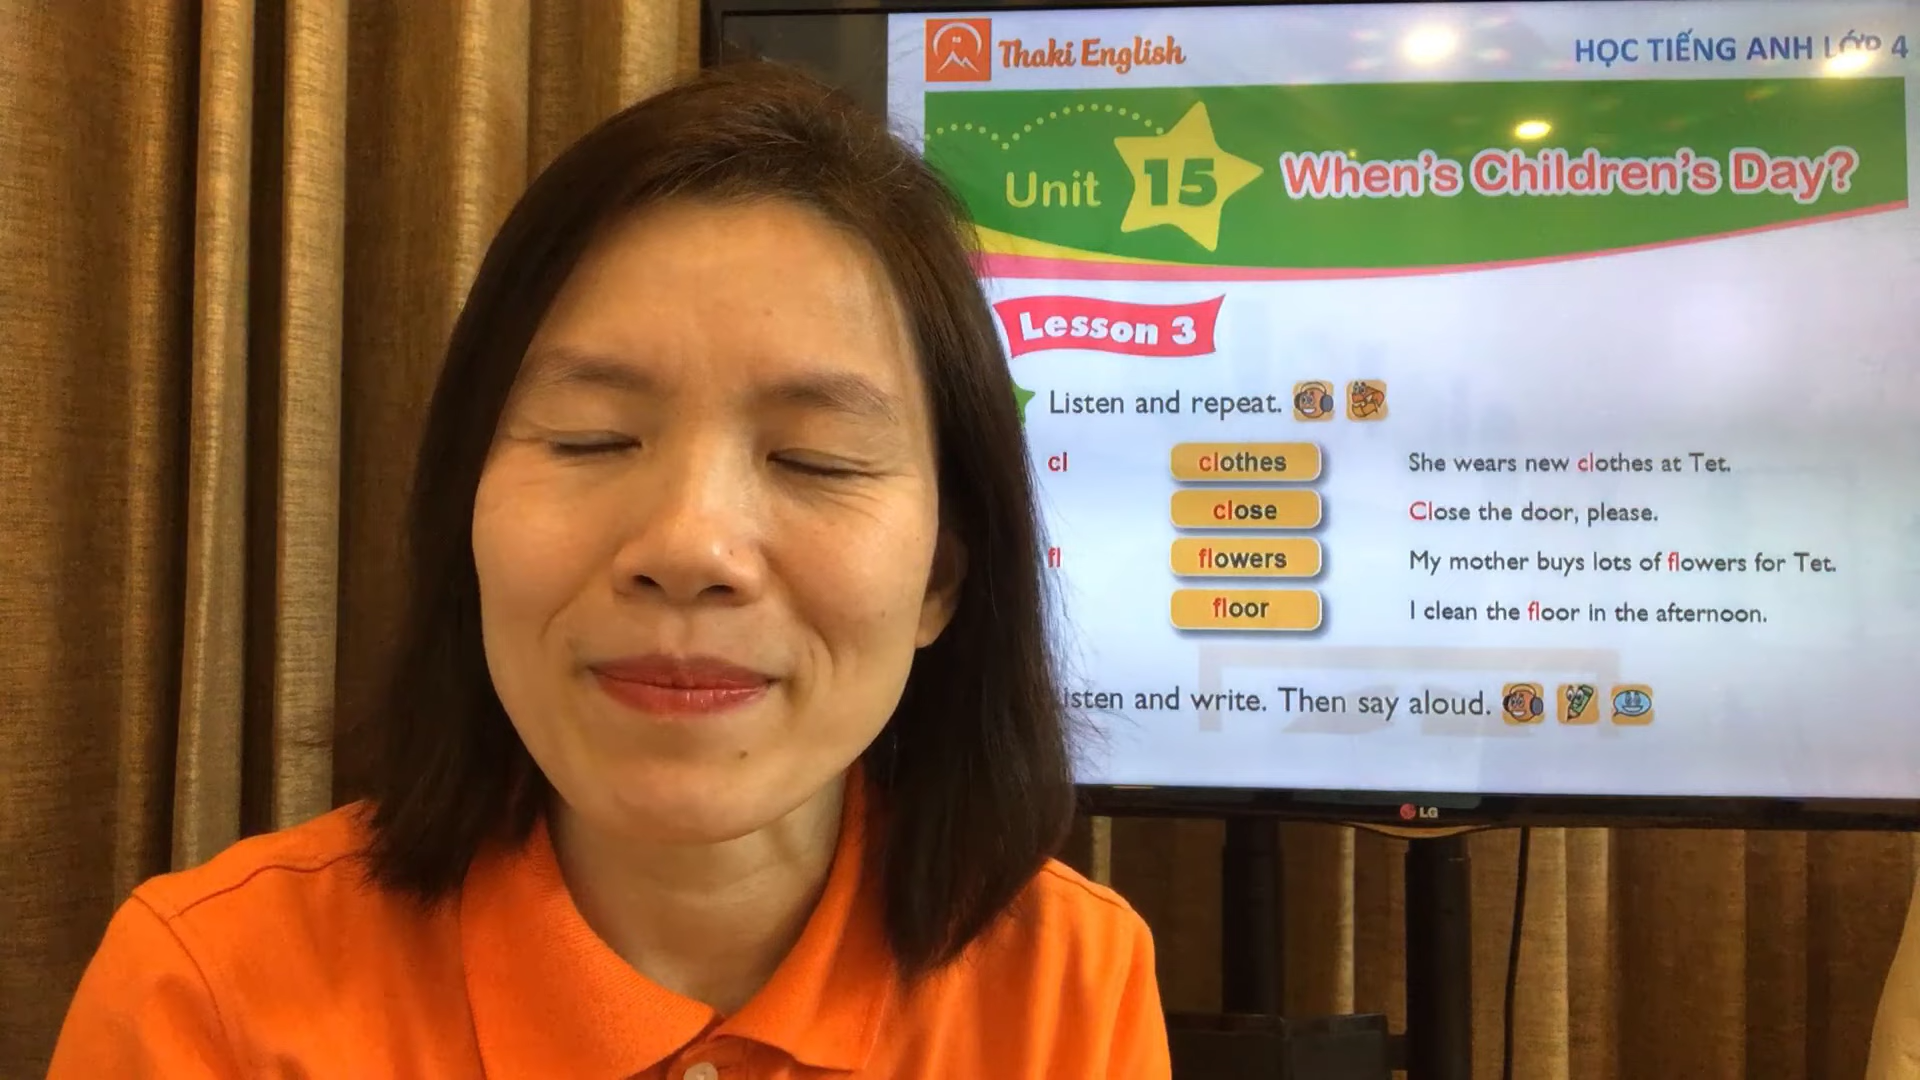 Thaki English
HỌC TIẾNG ANH LỚP 4
Unit 15 When's Children's Day?
Lesson 3
Listen and repeat.
cl clothes She wears new clothes at Tet.
close Close the door, please.
fl flowers My mother buys lots of flowers for Tet.
floor I clean the floor in the afternoon.
isten and write. Then say aloud.
LG